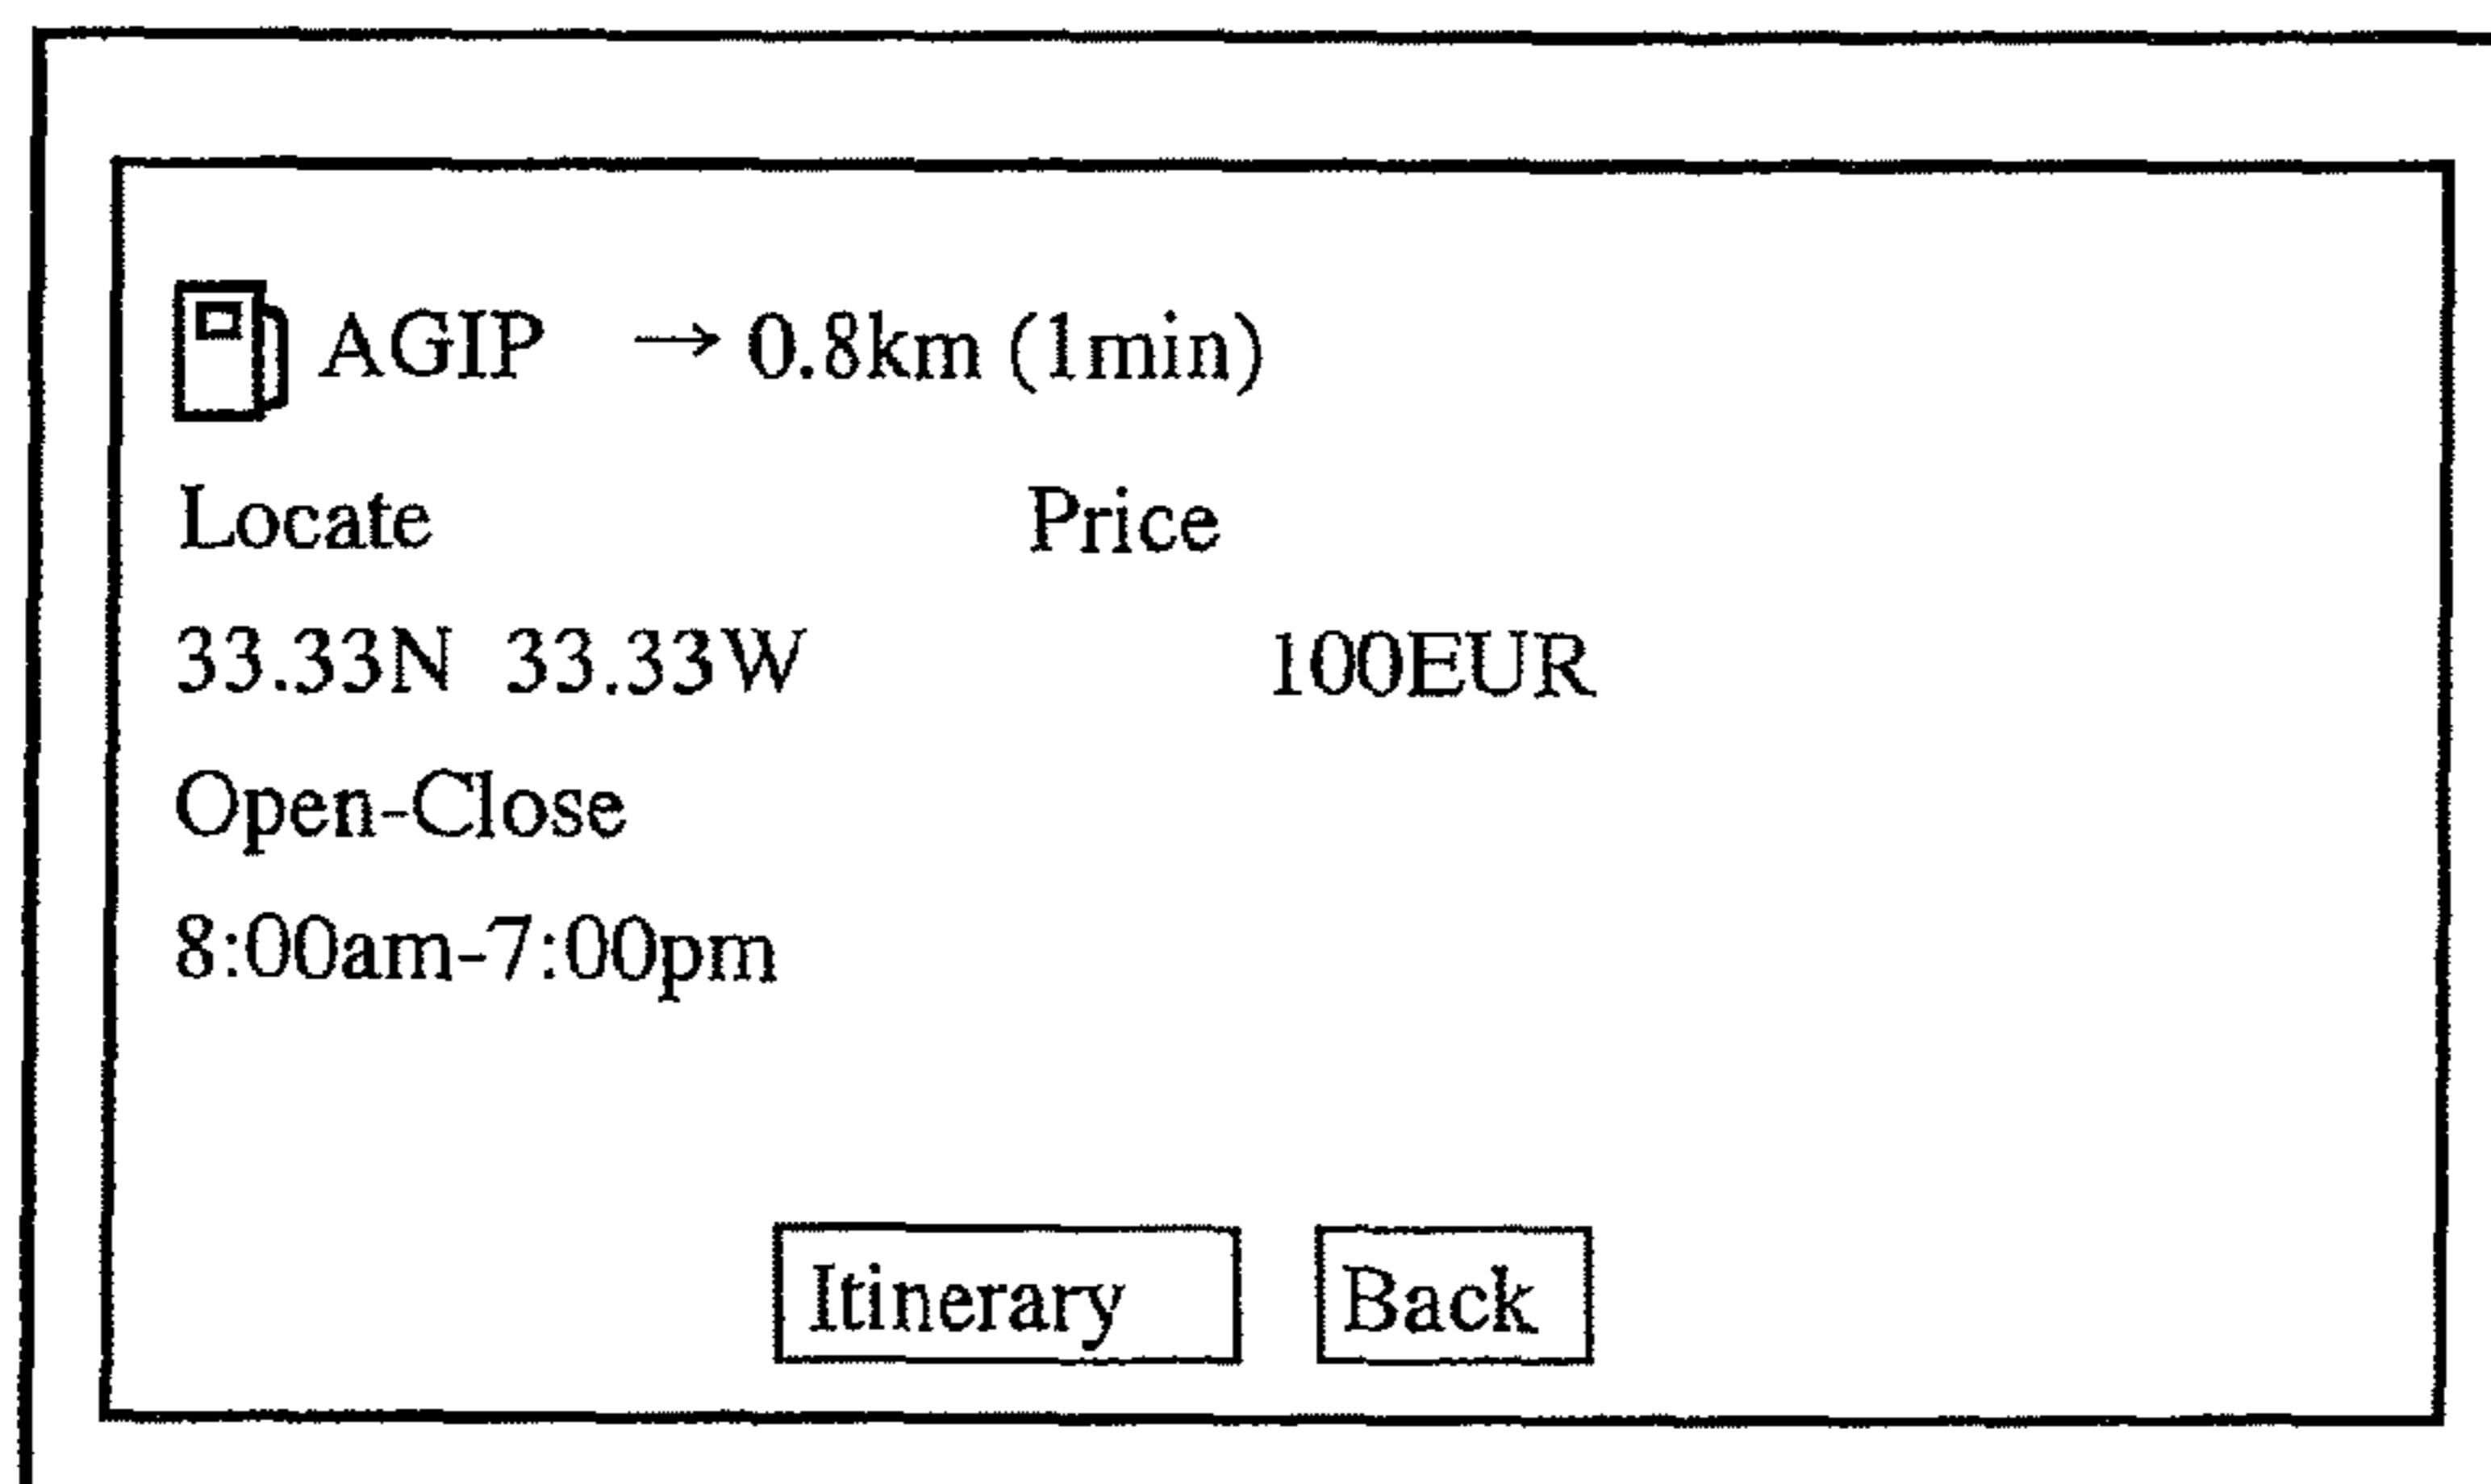 AGIP → 0.8km (1min)
Locate Price
33.33N 33.33W 100EUR
Open-Close
8:00am-7:00pm
Itinerary Back